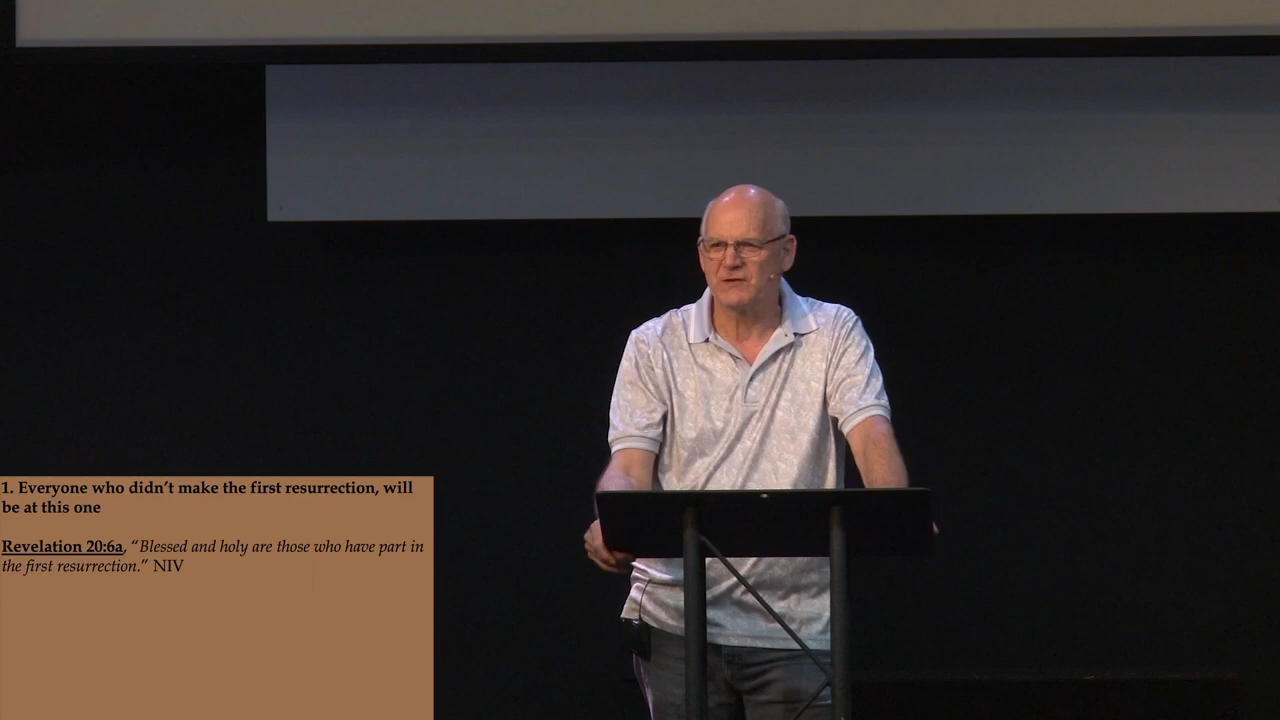 1. Everyone who didn’t make the first resurrection, will
be at this one
Revelation 20:6a, “Blessed and holy are those who have part in
the first resurrection.” NIV